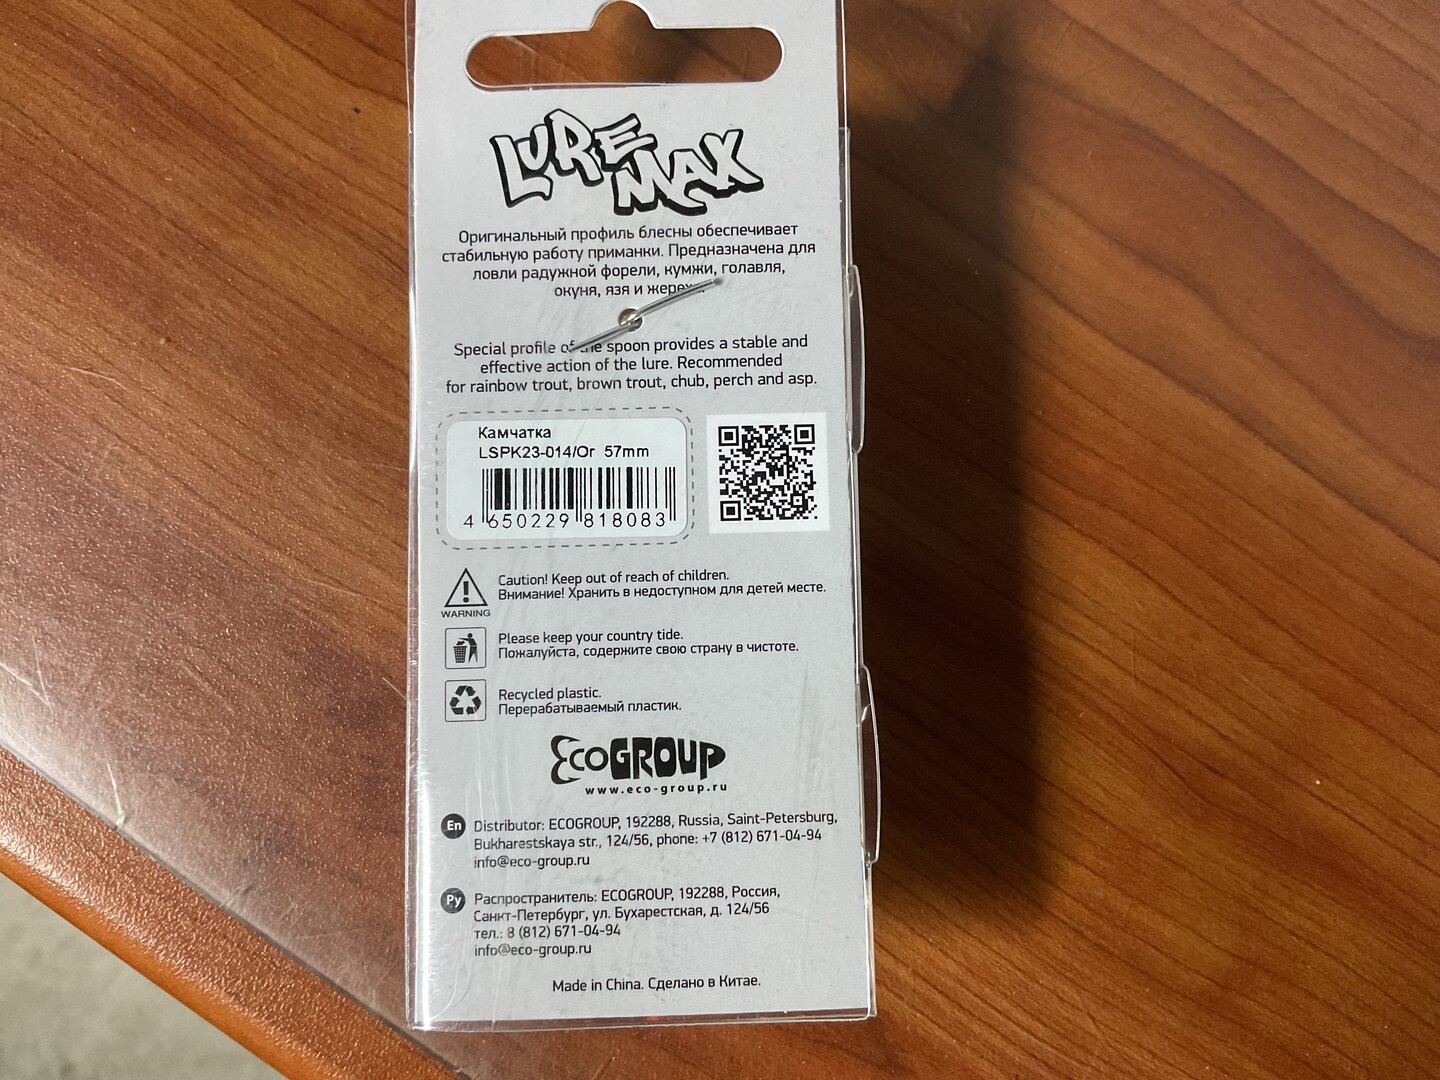 LURE MAX
Оригинальный профиль блесны обеспечивает
стабильную работу приманки. Предназначена для
ловли радужной форели, кумжи, голавля,
окуня, язя и жереха.
Special profile of the spoon provides a stable and
effective action of the lure. Recommended
for rainbow trout, brown trout, chub, perch and asp.
Камчатка
LSPK23-014/Or 57mm
4 650229 818083
Caution! Keep out of reach of children.
Внимание! Хранить в недоступном для детей месте.
WARNING
Please keep your country tide.
Пожалуйста, содержите свою страну в чистоте.
Recycled plastic.
Перерабатываемый пластик.
ECOGROUP
www.eco-group.ru
En Distributor: ECOGROUP, 192288, Russia, Saint-Petersburg,
Bukharestskaya str., 124/56, phone: +7 (812) 671-04-94
info@eco-group.ru
Ру Распространитель: ECOGROUP, 192288, Россия,
Санкт-Петербург, ул. Бухарестская, д. 124/56
тел.: 8 (812) 671-04-94
info@eco-group.ru
Made in China. Сделано в Китае.